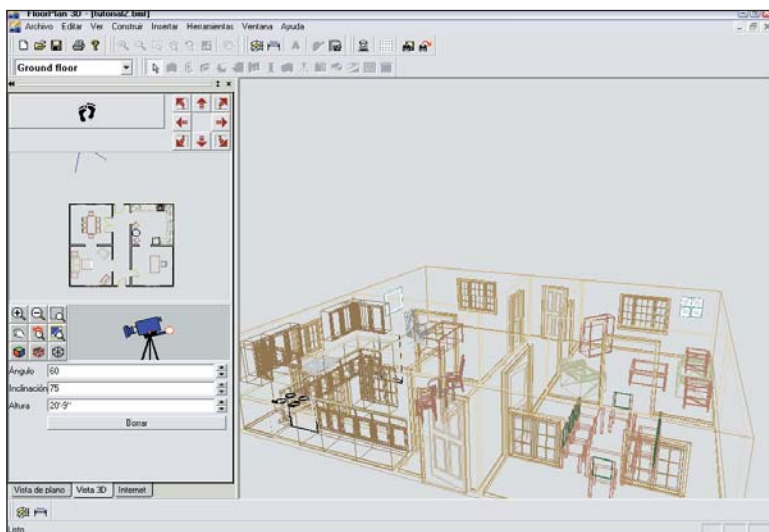 FloorPlan 3D - [tutorial2.bml]
Archivo Editar Ver Construir Insertar Herramientas Ventana Ayuda
Ground floor
Ángulo 60
Inclinación 75
Altura 20'-9"
Borrar
Vista de plano Vista 3D Internet
Listo